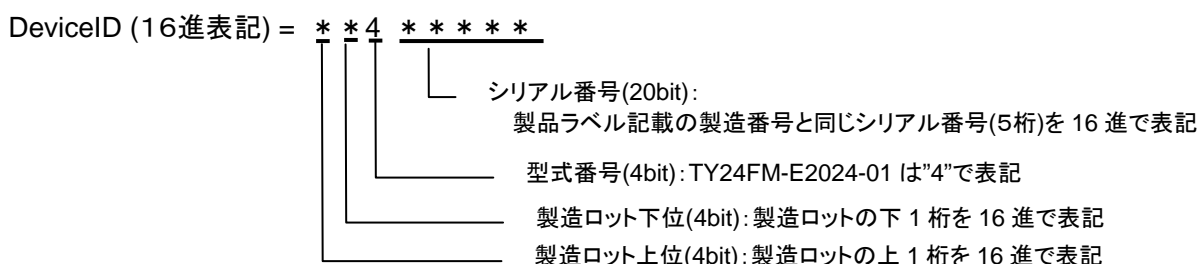 DeviceID (１６進表記) = ＊ ＊ 4 ＊ ＊ ＊ ＊ ＊
シリアル番号(20bit)：
製品ラベル記載の製造番号と同じシリアル番号(５桁)を 16 進で表記
型式番号(4bit)：TY24FM-E2024-01 は"4"で表記
製造ロット下位(4bit)：製造ロットの下 1 桁を 16 進で表記
製造ロット上位(4bit)：製造ロットの上 1 桁を 16 進で表記